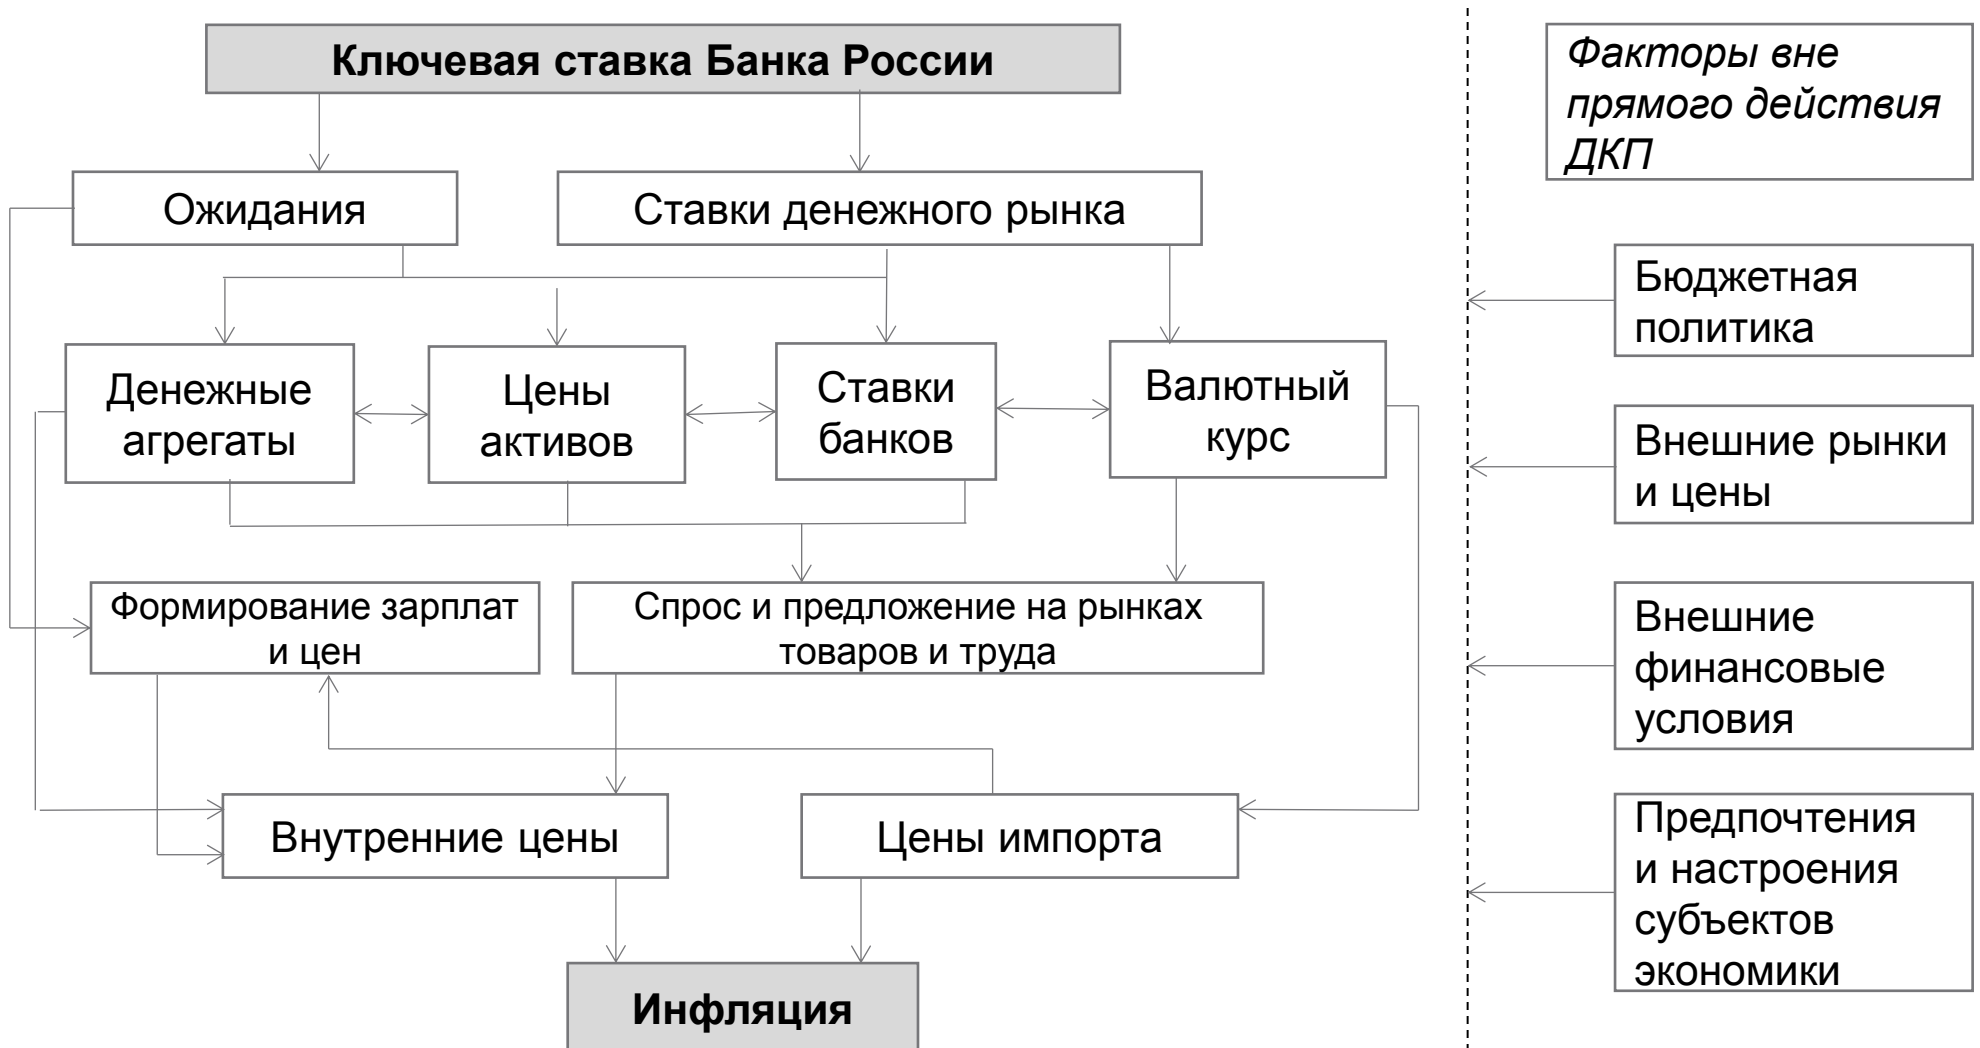 Ключевая ставка Банка России
Ожидания
Ставки денежного рынка
Денежные
агрегаты
Цены
активов
Ставки
банков
Валютный
курс
Формирование зарплат
и цен
Спрос и предложение на рынках
товаров и труда
Внутренние цены
Цены импорта
Инфляция
Факторы вне
прямого действия
ДКП
Бюджетная
политика
Внешние рынки
и цены
Внешние
финансовые
условия
Предпочтения
и настроения
субъектов
экономики